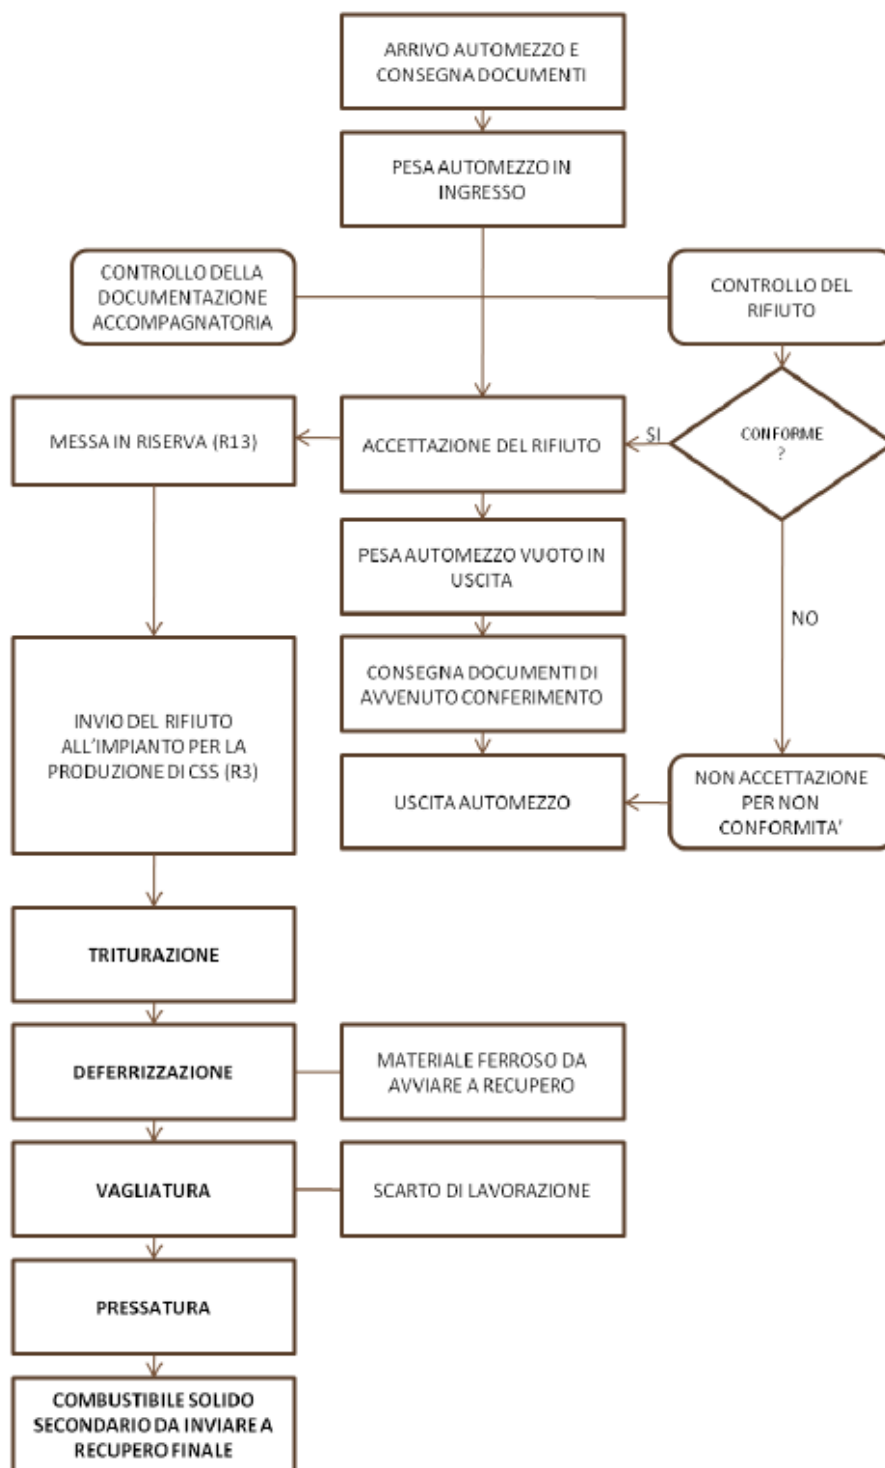 ARRIVO AUTOMEZZO E
CONSEGNA DOCUMENTI
PESA AUTOMEZZO IN
INGRESSO
CONTROLLO DELLA
DOCUMENTAZIONE
ACCOMPAGNATORIA
CONTROLLO DEL
RIFIUTO
MESSA IN RISERVA (R13)
ACCETTAZIONE DEL RIFIUTO
SI
CONFORME
?
PESA AUTOMEZZO VUOTO IN
USCITA
NO
CONSEGNA DOCUMENTI DI
AVVENUTO CONFERIMENTO
INVIO DEL RIFIUTO
ALL'IMPIANTO PER LA
PRODUZIONE DI CSS (R3)
USCITA AUTOMEZZO
NON ACCETTAZIONE
PER NON
CONFORMITA'
TRITURAZIONE
DEFERRIZZAZIONE
MATERIALE FERROSO DA
AVVIARE A RECUPERO
VAGLIATURA
SCARTO DI LAVORAZIONE
PRESSATURA
COMBUSTIBILE SOLIDO
SECONDARIO DA INVIARE A
RECUPERO FINALE